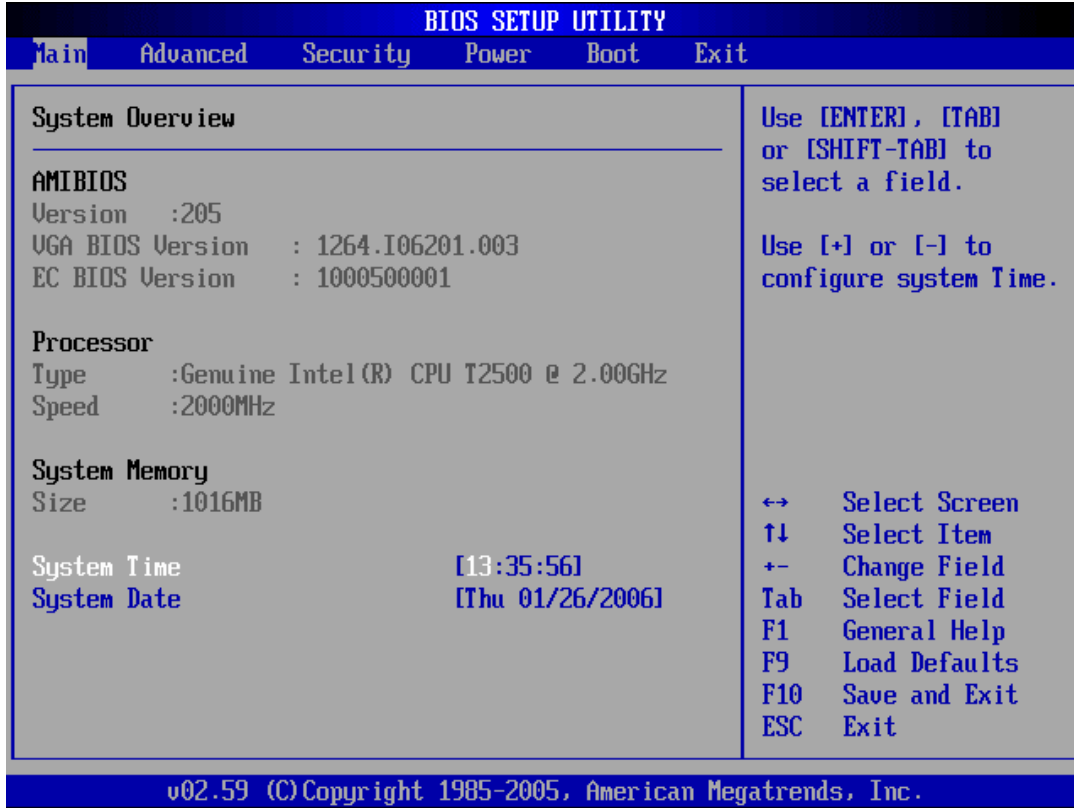 BIOS SETUP UTILITY
Main Advanced Security Power Boot Exit
System Overview
AMIBIOS
Version :205
VGA BIOS Version : 1264.I06201.003
EC BIOS Version : 1000500001
Processor
Type :Genuine Intel(R) CPU T2500 @ 2.00GHz
Speed :2000MHz
System Memory
Size :1016MB
System Time [13:35:56]
System Date [Thu 01/26/2006]
Use [ENTER], [TAB]
or [SHIFT-TAB] to
select a field.
Use [+] or [-] to
configure system Time.
←→ Select Screen
↑↓ Select Item
+- Change Field
Tab Select Field
F1 General Help
F9 Load Defaults
F10 Save and Exit
ESC Exit
v02.59 (C)Copyright 1985-2005, American Megatrends, Inc.